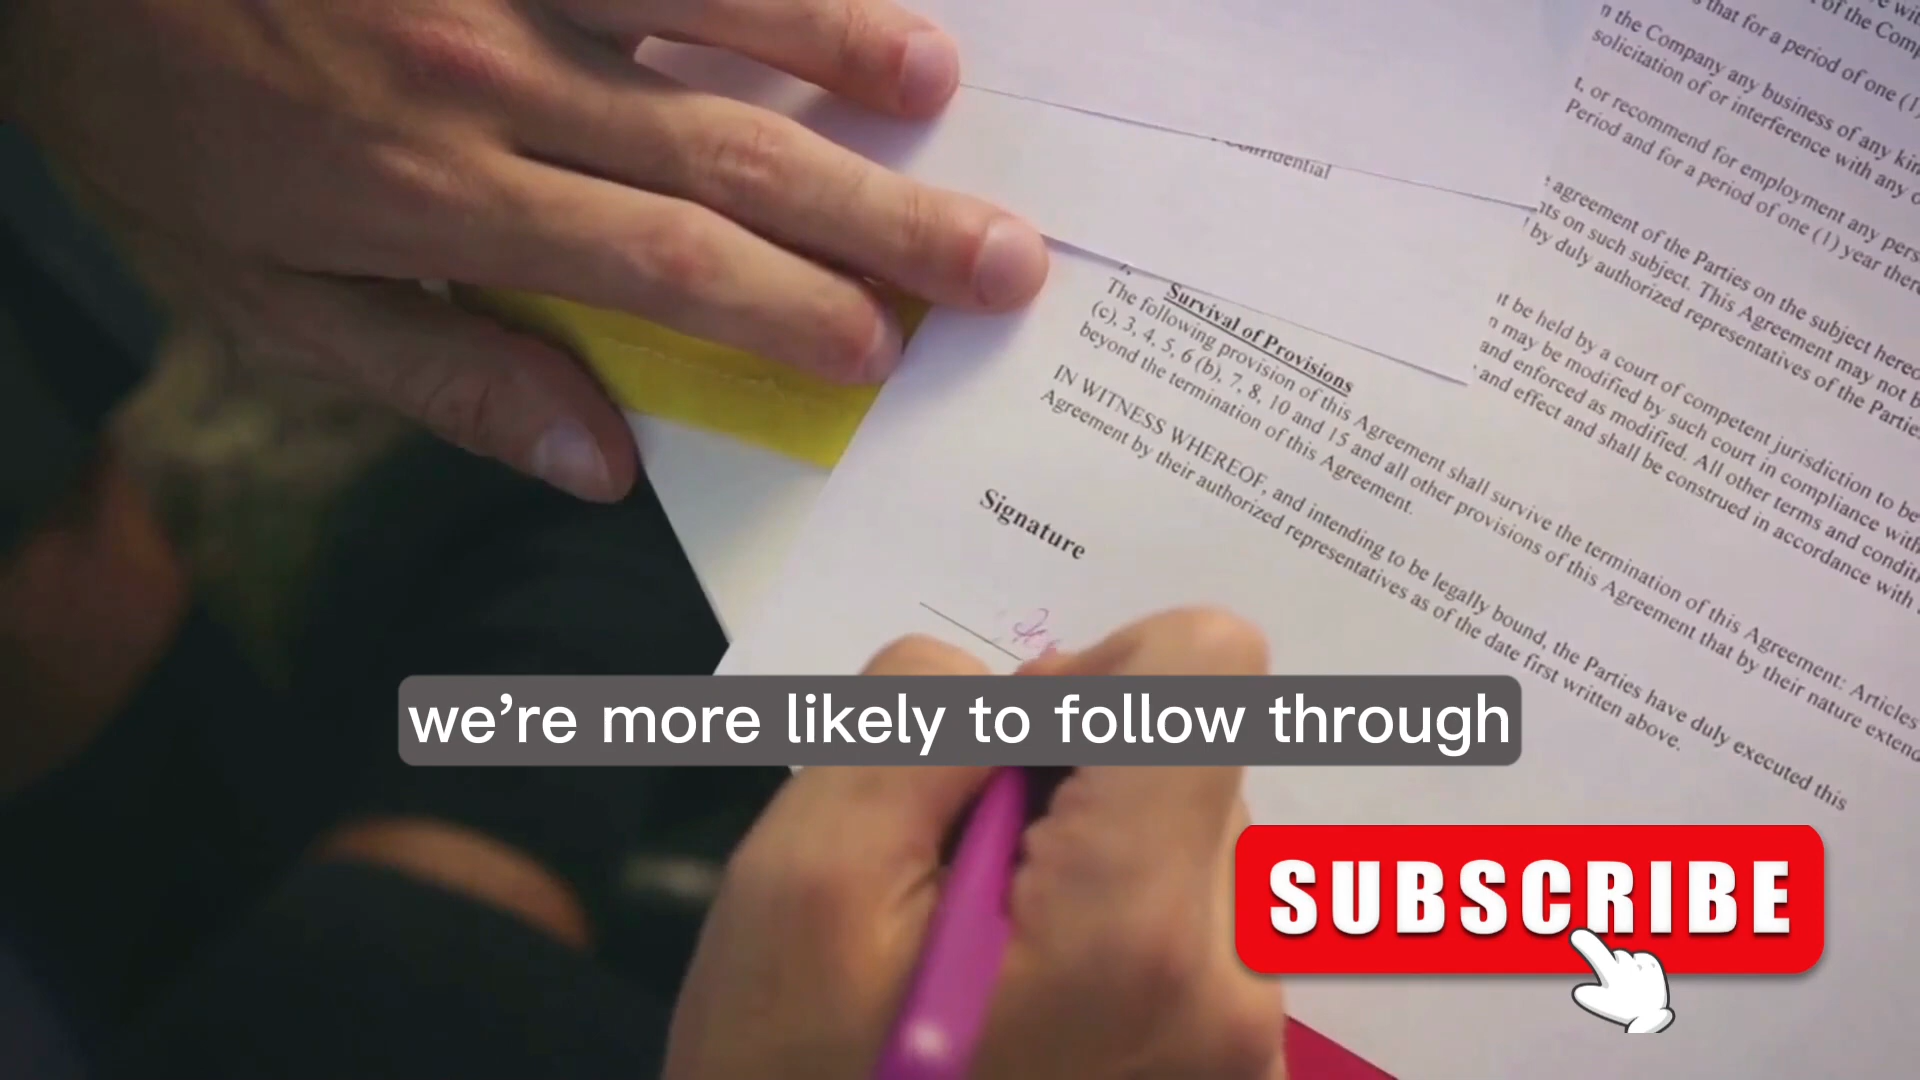 that for a period of one (1)
n the Company any business of any kin
solicitation of or interference with any
t, or recommend for employment any pers
Period and for a period of one (1) year there
agreement of the Parties on the subject
on such subject. This Agreement may not
by duly authorized representatives of the
it be held by a court of competent jurisdiction to be
may be modified by such court in compliance with
and enforced as modified. All other terms and
and effect and shall be construed in accordance with
Survival of Provisions
The following provision of this Agreement shall survive the termination of this Agreement: Articles
(c), 3, 4, 5, 6 (b), 7, 8, 10 and 15 and all other provisions of this Agreement that by their nature extend
beyond the termination of this Agreement.
IN WITNESS WHEREOF, and intending to be legally bound, the Parties have duly executed this
Agreement by their authorized representatives as of the date first written above.
Signature
we’re more likely to follow through
SUBSCRIBE